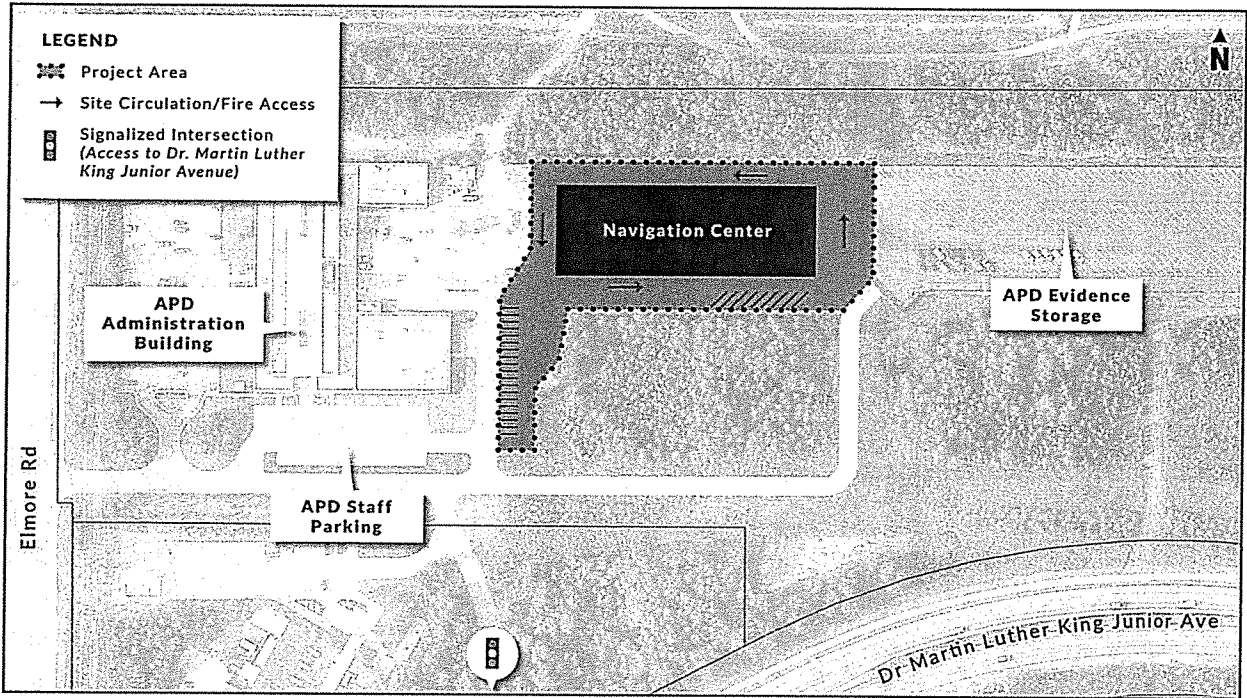 LEGEND
Project Area
Site Circulation/Fire Access
Signalized Intersection
(Access to Dr. Martin Luther
King Junior Avenue)
N
Navigation Center
APD
Administration
Building
APD Evidence
Storage
APD Staff
Parking
Elmore Rd
Dr Martin Luther King Junior Ave